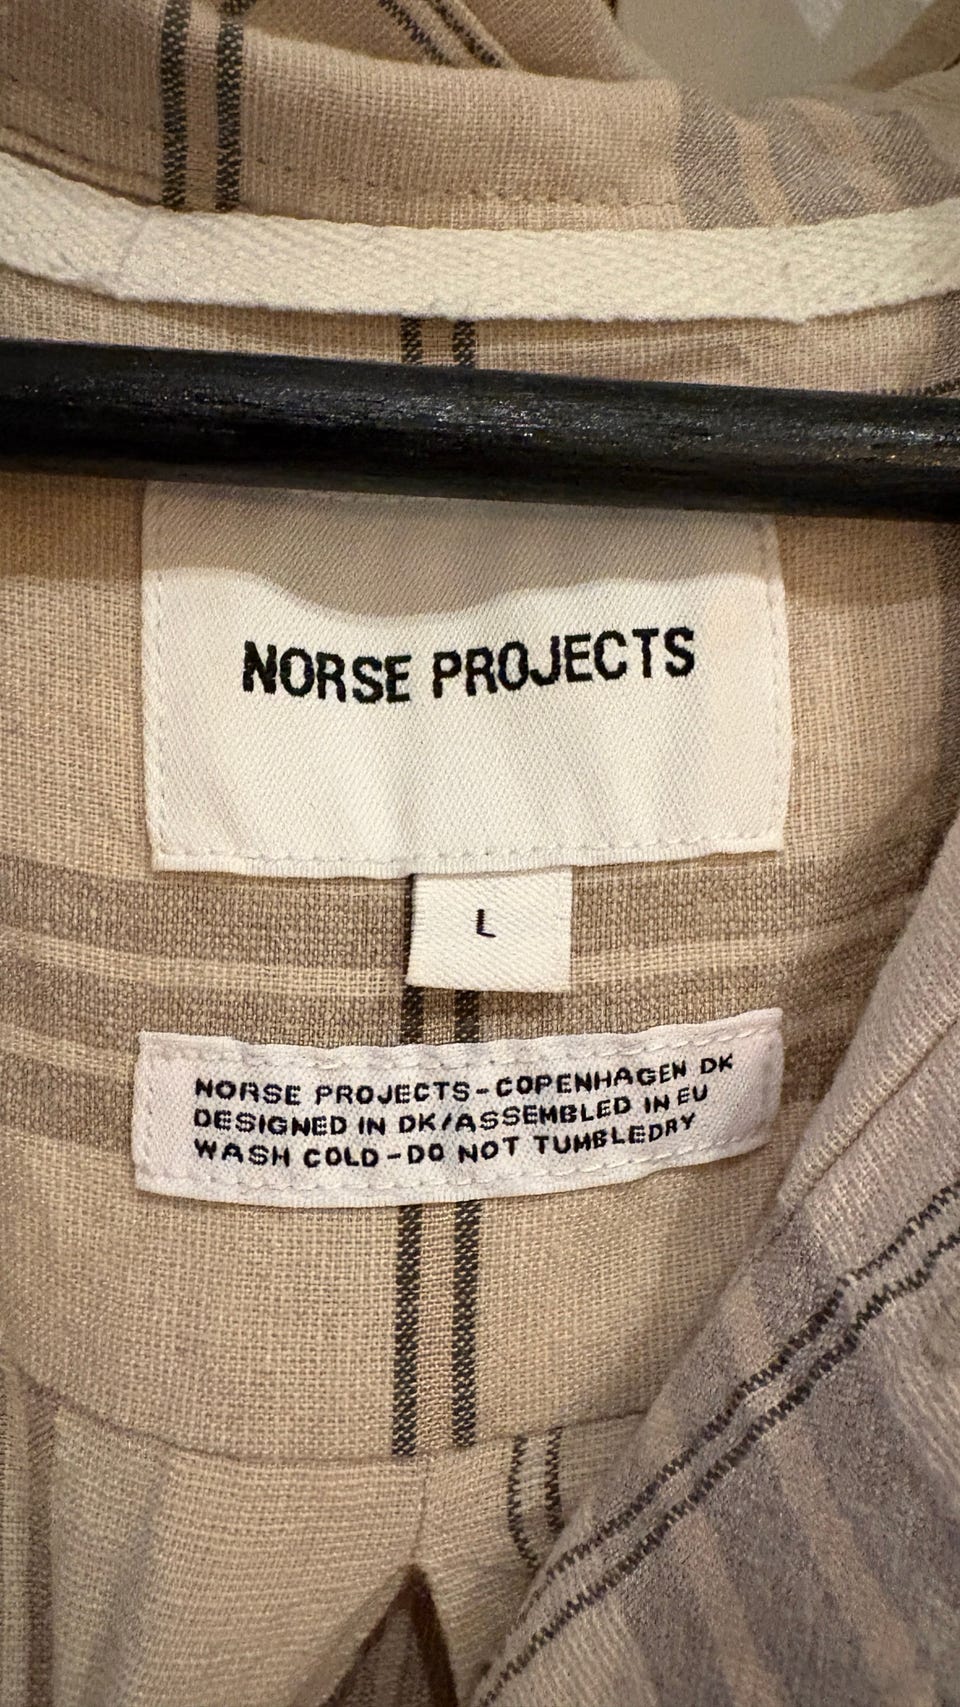 NORSE PROJECTS
L
NORSE PROJECTS-COPENHAGEN DK
DESIGNED IN DK/ASSEMBLED IN EU
WASH COLD-DO NOT TUMBLEDRY